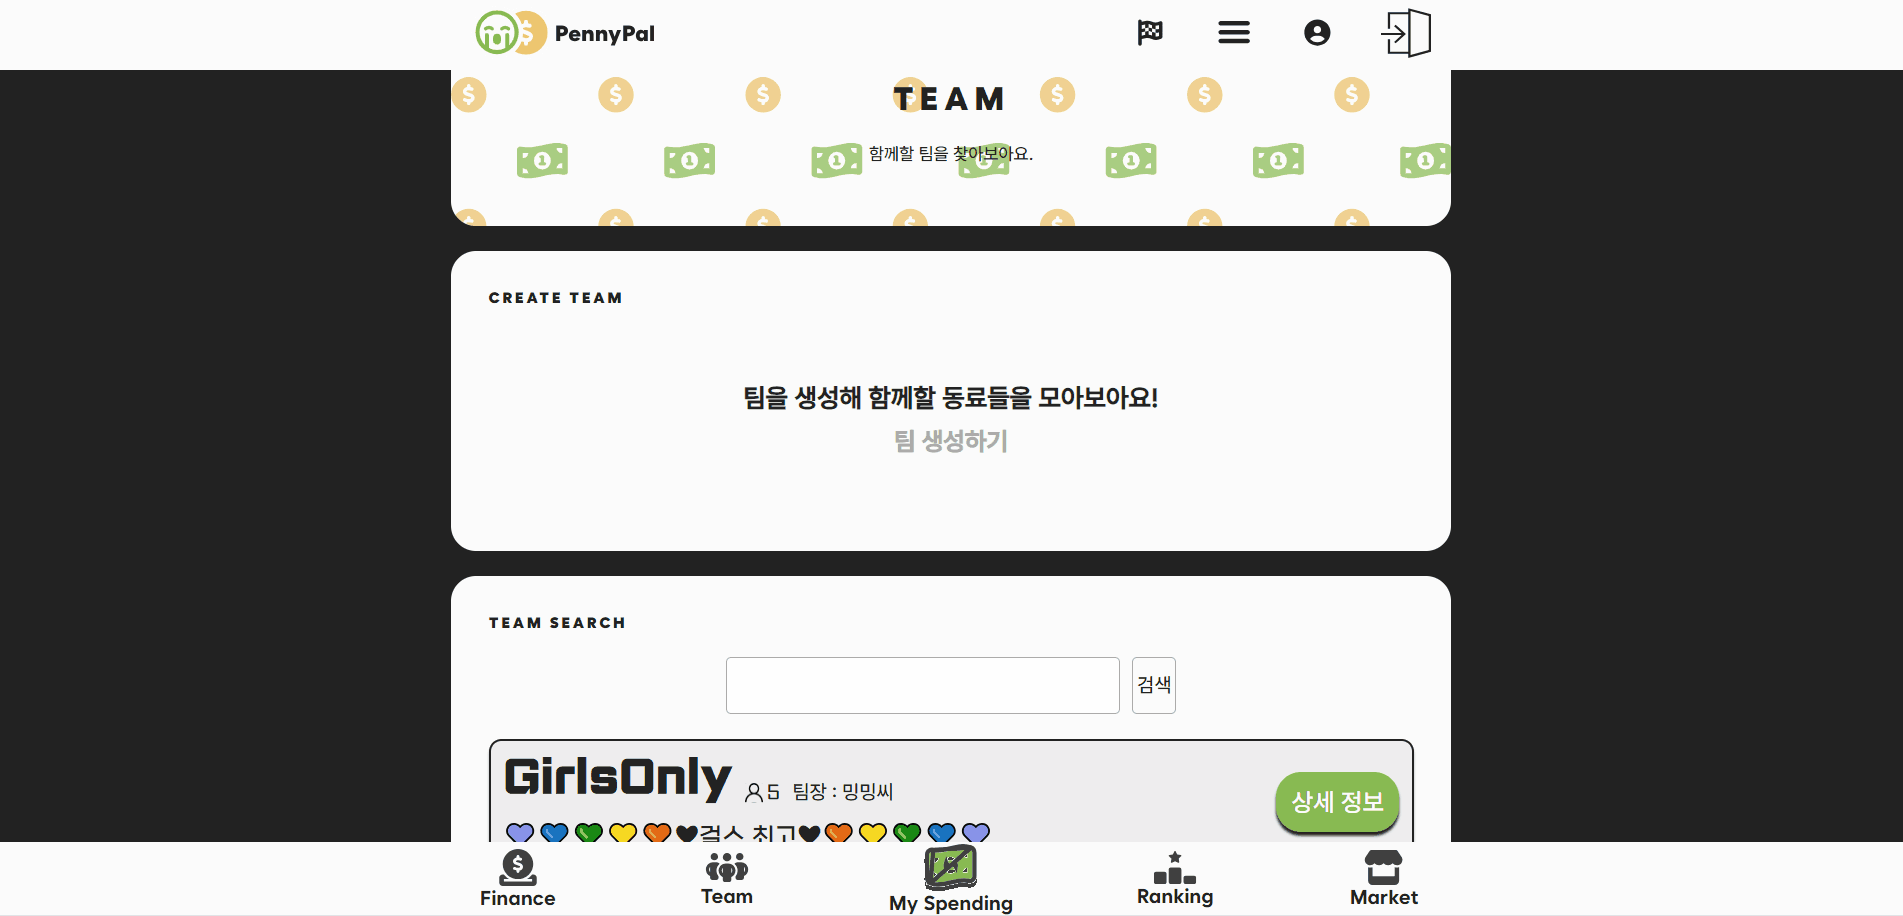 PennyPal
TEAM
함께할 팀을 찾아보아요.
CREATE TEAM
팀을 생성해 함께할 동료들을 모아보아요!
팀 생성하기
TEAM SEARCH
검색
GirlsOnly 5 팀장 : 밍밍씨
상세 정보
💜💙💚💛🧡🖤걸스 최고🖤🧡💛💚💙💜
Finance
Team
My Spending
Ranking
Market